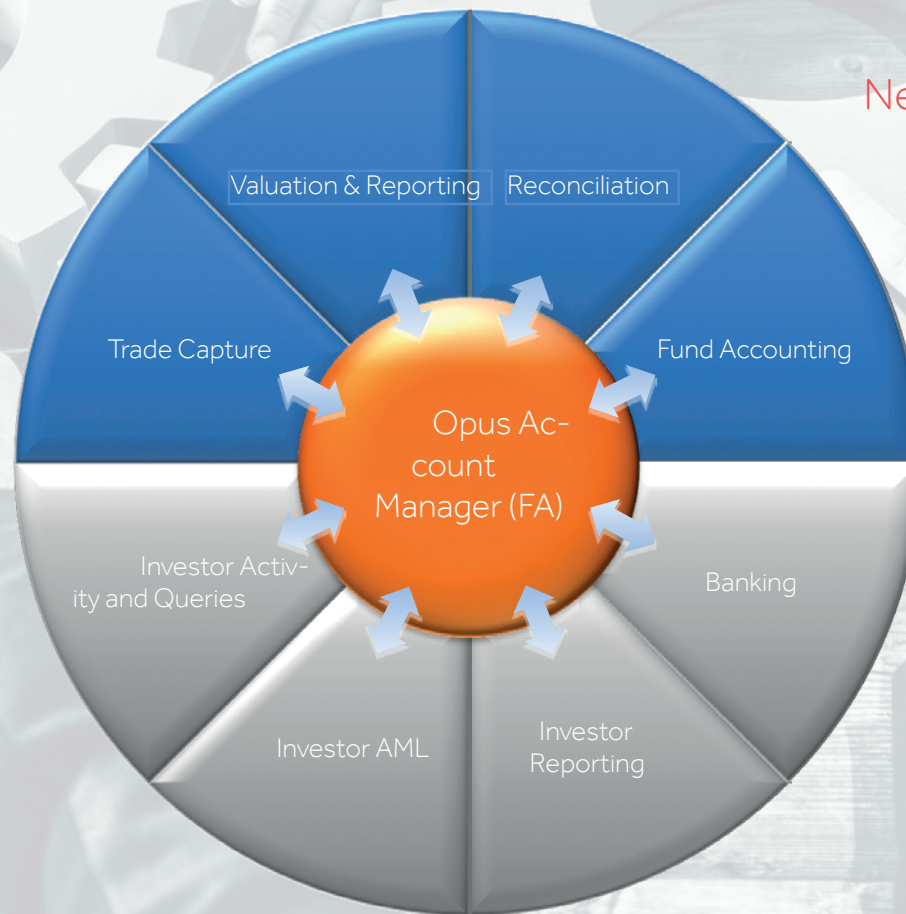 Ne
Valuation & Reporting
Reconciliation
Trade Capture
Fund Accounting
Opus Ac-
count
Manager (FA)
Investor Activ-
ity and Queries
Banking
Investor AML
Investor
Reporting